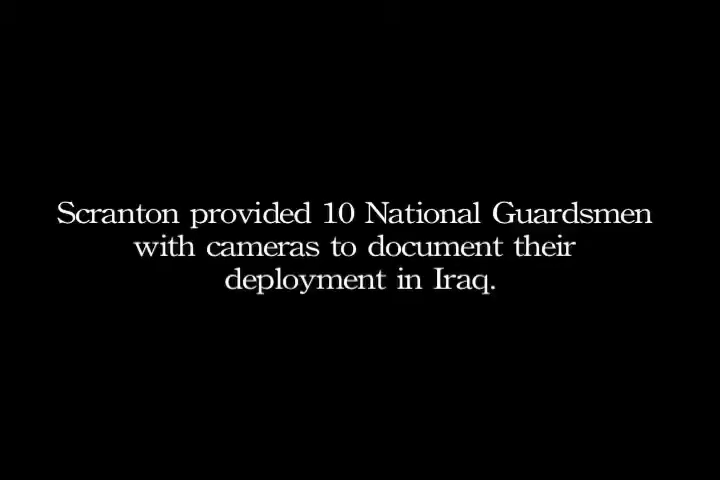 Scranton provided 10 National Guardsmen
with cameras to document their
deployment in Iraq.